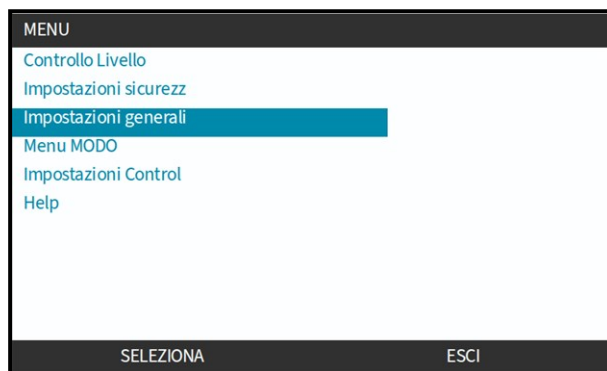 MENU
Controllo Livello
Impostazioni sicurezz
Impostazioni generali
Menu MODO
Impostazioni Control
Help
SELEZIONA ESCI